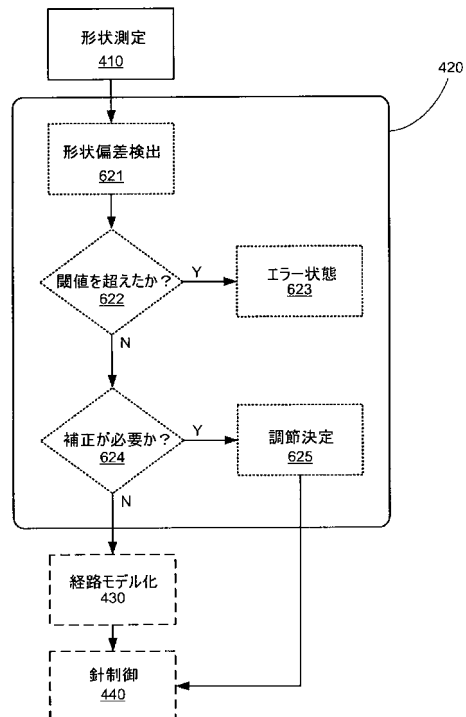 形状測定
410
420
形状偏差検出
621
閾値を超えたか?
622
Y
エラー状態
623
N
補正が必要か?
624
Y
調節決定
625
N
経路モデル化
430
針制御
440